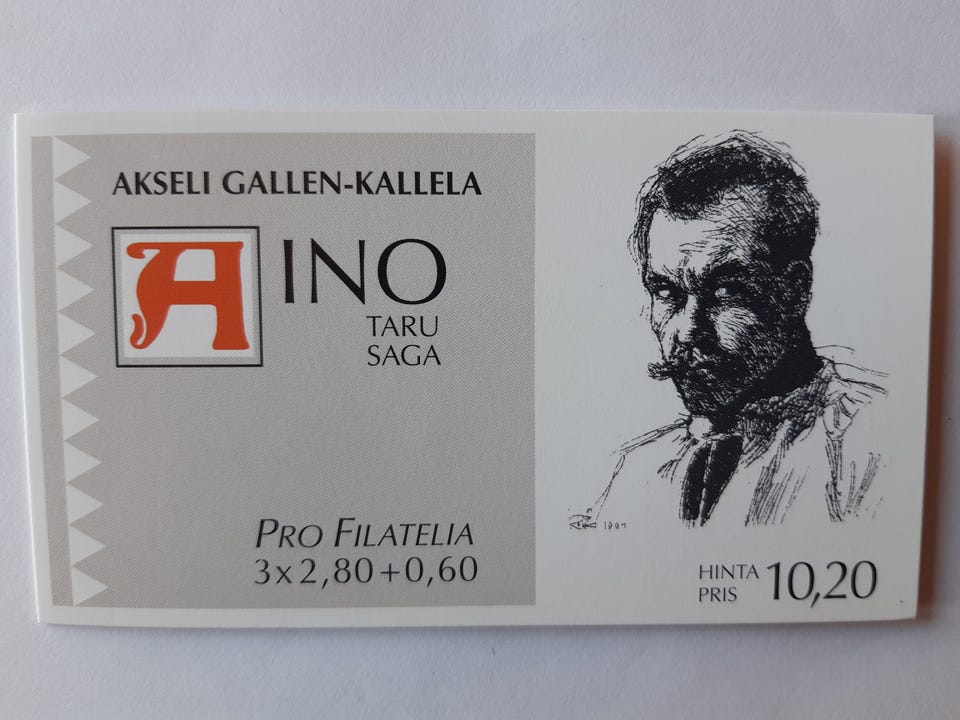 AKSELI GALLEN-KALLELA
AINO
TARU
SAGA
PRO FILATELIA
3x2,80+0,60
HINTA
PRIS 10,20